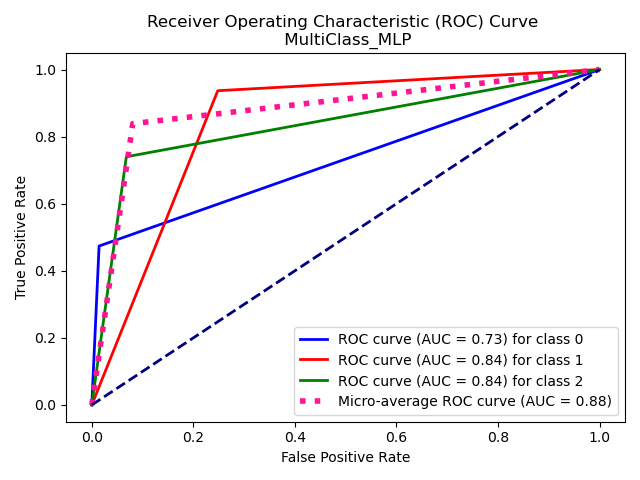 Receiver Operating Characteristic (ROC) Curve
MultiClass_MLP
True Positive Rate
1.0
0.8
0.6
0.4
0.2
0.0
ROC curve (AUC = 0.73) for class 0
ROC curve (AUC = 0.84) for class 1
ROC curve (AUC = 0.84) for class 2
Micro-average ROC curve (AUC = 0.88)
0.0 0.2 0.4 0.6 0.8 1.0
False Positive Rate